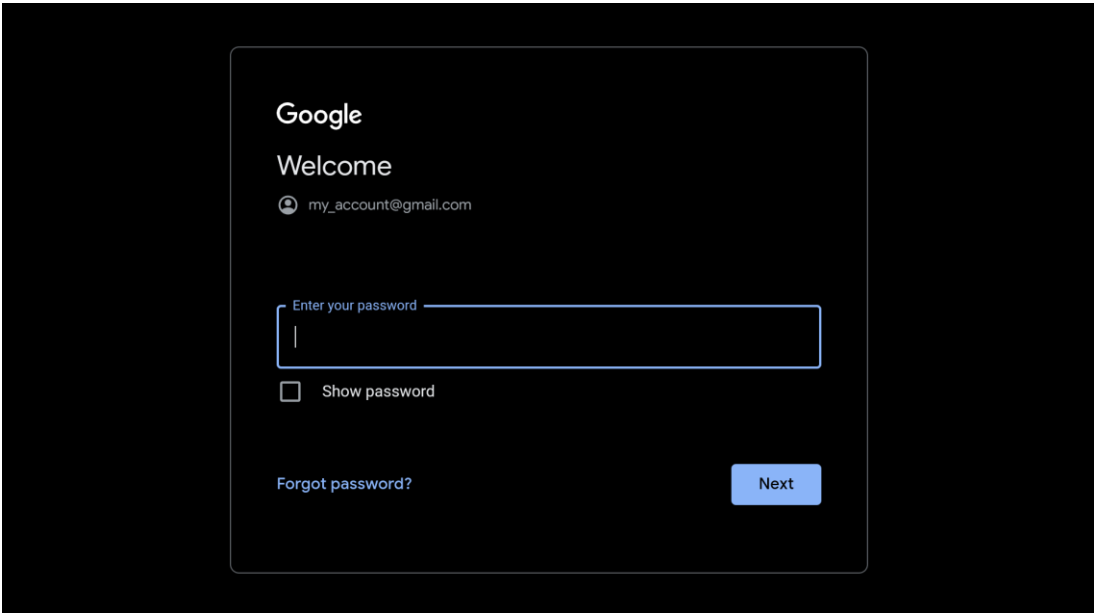 Google
Welcome
my_account@gmail.com
Enter your password
Show password
Forgot password?
Next